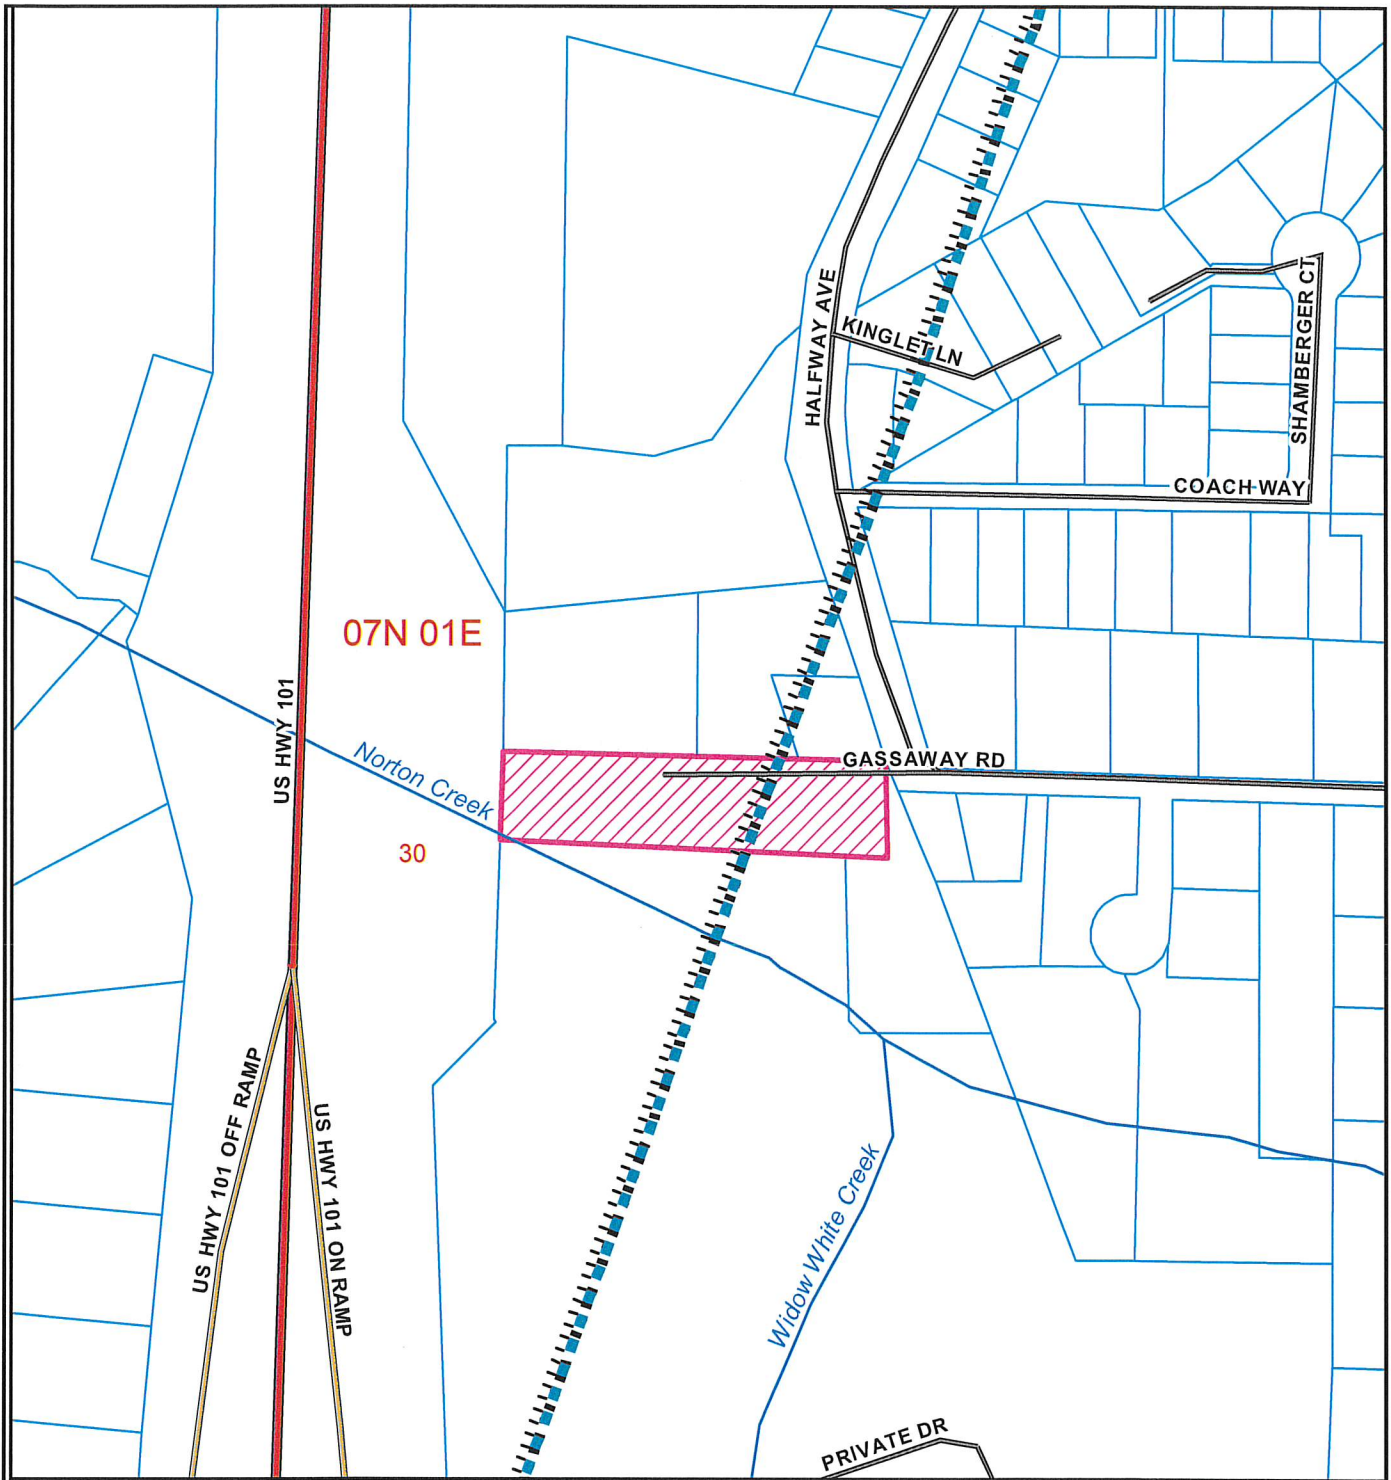 HALFWAY AVE
KINGLET LN
SHAMBERGER CT
COACH WAY
07N 01E
US HWY 101
Norton Creek
GASSAWAY RD
30
US HWY 101 OFF RAMP
US HWY 101 ON RAMP
Widow White Creek
PRIVATE DR